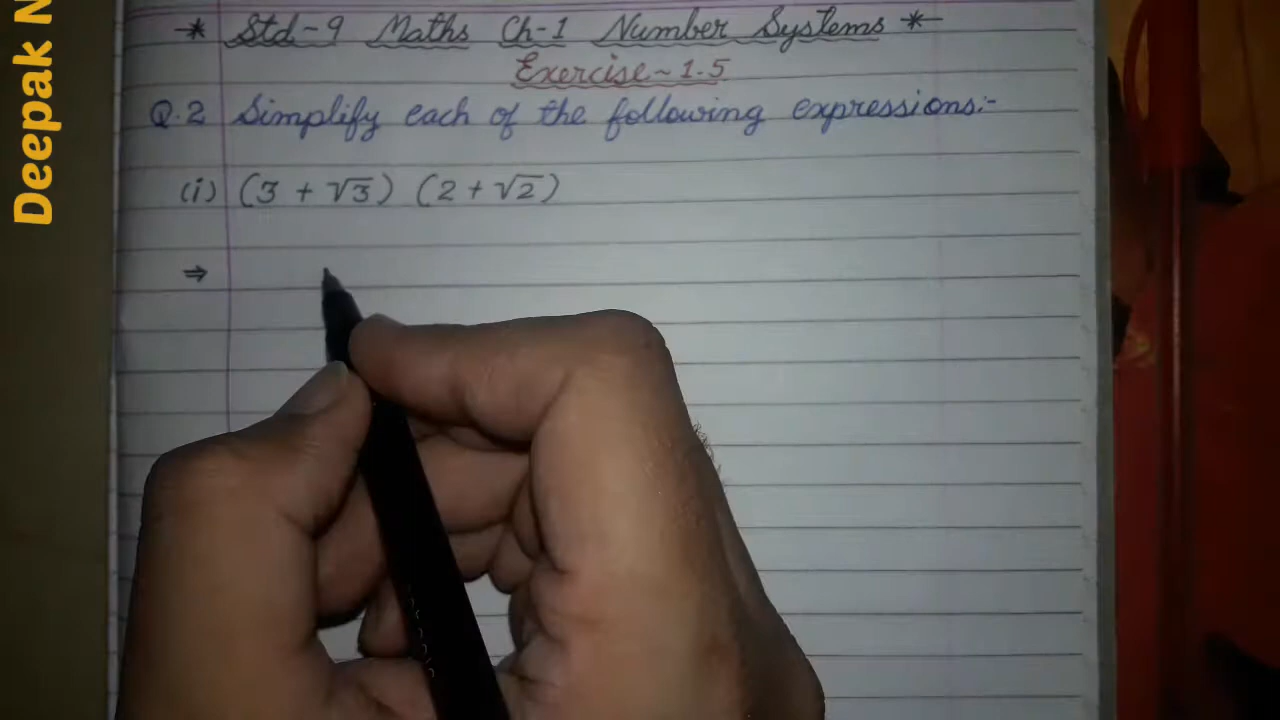 * Std-9 Maths Ch-1 Number Systems *
Exercise-1.5
Q.2 Simplify each of the following expressions:-
(i) (3 + √3) (2 + √2)
⇒
Deepak N